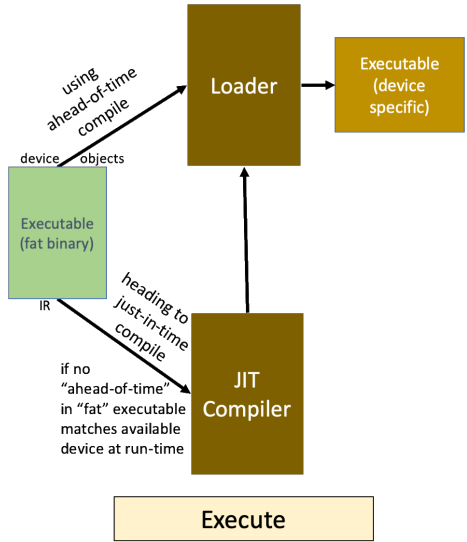 using
ahead-of-time
compile
Loader
Executable
(device
specific)
device objects
Executable
(fat binary)
IR
heading to
just-in-time
compile
if no
“ahead-of-time”
in “fat” executable
matches available
device at run-time
JIT
Compiler
Execute